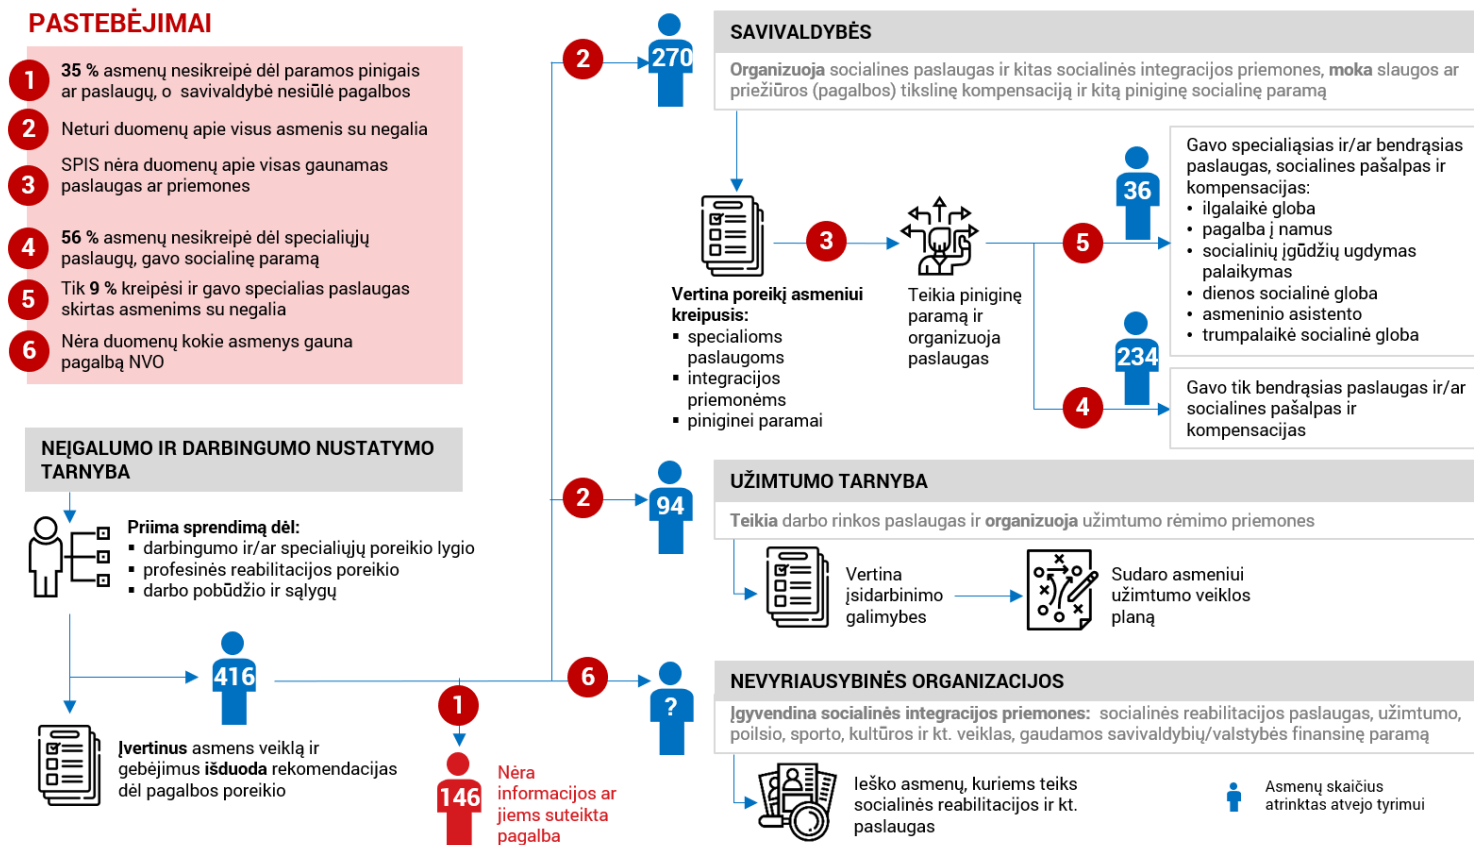 PASTEBĖJIMAI
1
35 % asmenų nesikreipė dėl paramos pinigais
ar paslaugų, o savivaldybė nesiūlė pagalbos
2
Neturi duomenų apie visus asmenis su negalia
3
SPIS nėra duomenų apie visas gaunamas
paslaugas ar priemones
4
56 % asmenų nesikreipė dėl specialiųjų
paslaugų, gavo socialinę paramą
5
Tik 9 % kreipėsi ir gavo specialias paslaugas
skirtas asmenims su negalia
6
Nėra duomenų kokie asmenys gauna
pagalbą NVO
NEĮGALUMO IR DARBINGUMO NUSTATYMO
TARNYBA
Priima sprendimą dėl:
▪ darbingumo ir/ar specialiųjų poreikio lygio
▪ profesinės reabilitacijos poreikio
▪ darbo pobūdžio ir sąlygų
416
Įvertinus asmens veiklą ir
gebėjimus išduoda rekomendacijas
dėl pagalbos poreikio
1
146
Nėra
informacijos ar
jiems suteikta
pagalba
2
270
SAVIVALDYBĖS
Organizuoja socialines paslaugas ir kitas socialinės integracijos priemones, moka slaugos ar
priežiūros (pagalbos) tikslinę kompensaciją ir kitą piniginę socialinę paramą
Vertina poreikį asmeniui
kreipusis:
▪ specialioms
paslaugoms
▪ integracijos
priemonėms
▪ piniginei paramai
3
Teikia piniginę
paramą ir
organizuoja
paslaugas
5
36
Gavo specialiąsias ir/ar bendrąsias
paslaugas, socialines pašalpas ir
kompensacijas:
• ilgalaikė globa
• pagalba į namus
• socialinių įgūdžių ugdymas
palaikymas
• dienos socialinė globa
• asmeninio asistento
• trumpalaikė socialinė globa
4
234
Gavo tik bendrąsias paslaugas ir/ar
socialines pašalpas ir
kompensacijas
2
94
UŽIMTUMO TARNYBA
Teikia darbo rinkos paslaugas ir organizuoja užimtumo rėmimo priemones
Vertina
įsidarbinimo
galimybes
Sudaro asmeniui
užimtumo veiklos
planą
6
?
NEVYRIAUSYBINĖS ORGANIZACIJOS
Įgyvendina socialinės integracijos priemones: socialinės reabilitacijos paslaugas, užimtumo,
poilsio, sporto, kultūros ir kt. veiklas, gaudamos savivaldybių/valstybės finansinę paramą
Ieško asmenų, kuriems teiks
socialinės reabilitacijos ir kt.
paslaugas
Asmenų skaičius
atrinktas atvejo tyrimui